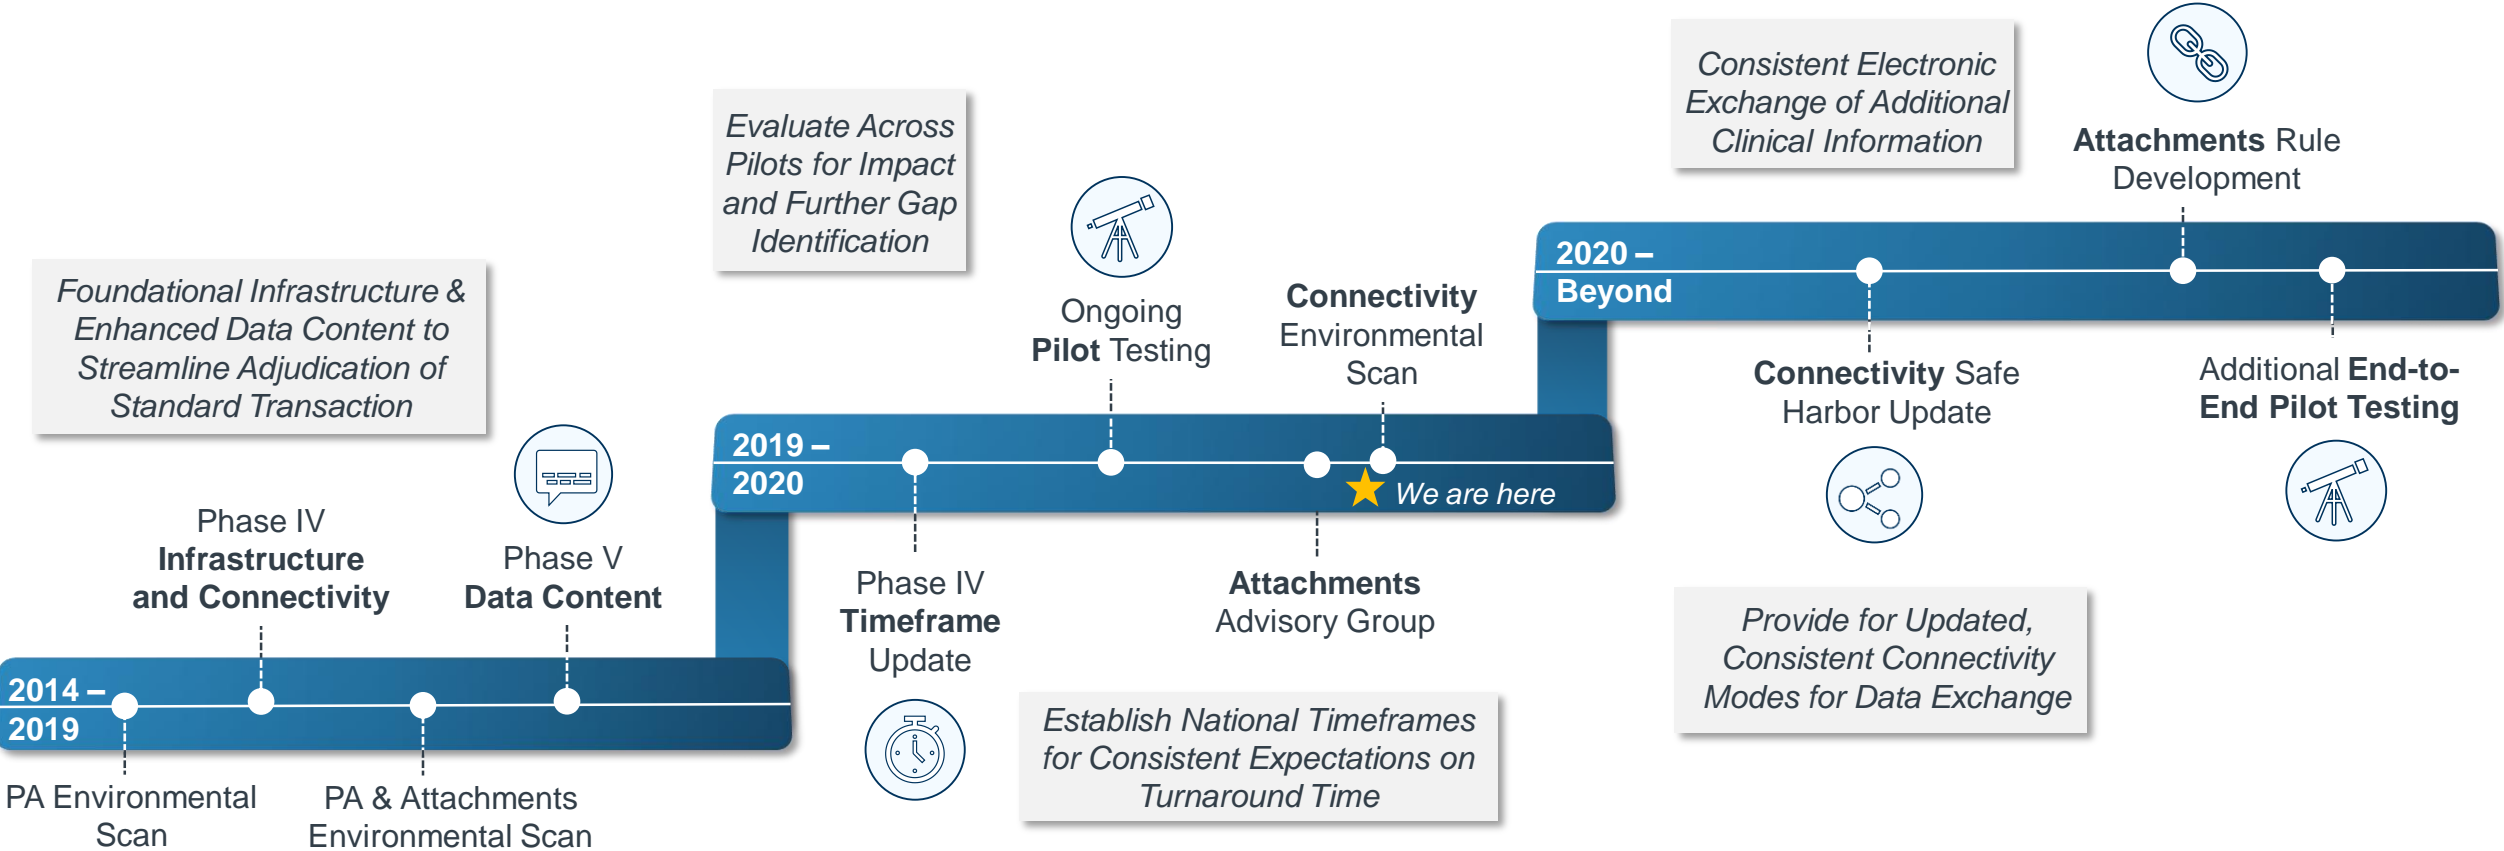 Foundational Infrastructure &
Enhanced Data Content to
Streamline Adjudication of
Standard Transaction
Phase IV
Infrastructure
and Connectivity
Phase V
Data Content
2014 –
2019
PA Environmental
Scan
PA & Attachments
Environmental Scan
Evaluate Across
Pilots for Impact
and Further Gap
Identification
Ongoing
Pilot Testing
Connectivity
Environmental
Scan
2019 –
2020
We are here
Phase IV
Timeframe
Update
Attachments
Advisory Group
Establish National Timeframes
for Consistent Expectations on
Turnaround Time
Consistent Electronic
Exchange of Additional
Clinical Information
Attachments Rule
Development
2020 –
Beyond
Connectivity Safe
Harbor Update
Additional End-to-
End Pilot Testing
Provide for Updated,
Consistent Connectivity
Modes for Data Exchange